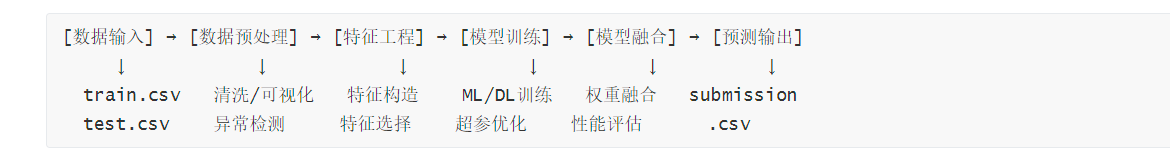 [数据输入] → [数据预处理] → [特征工程] → [模型训练] → [模型融合] → [预测输出]
↓ ↓ ↓ ↓ ↓ ↓
train.csv 清洗/可视化 特征构造 ML/DL训练 权重融合 submission
test.csv 异常检测 特征选择 超参优化 性能评估 .csv